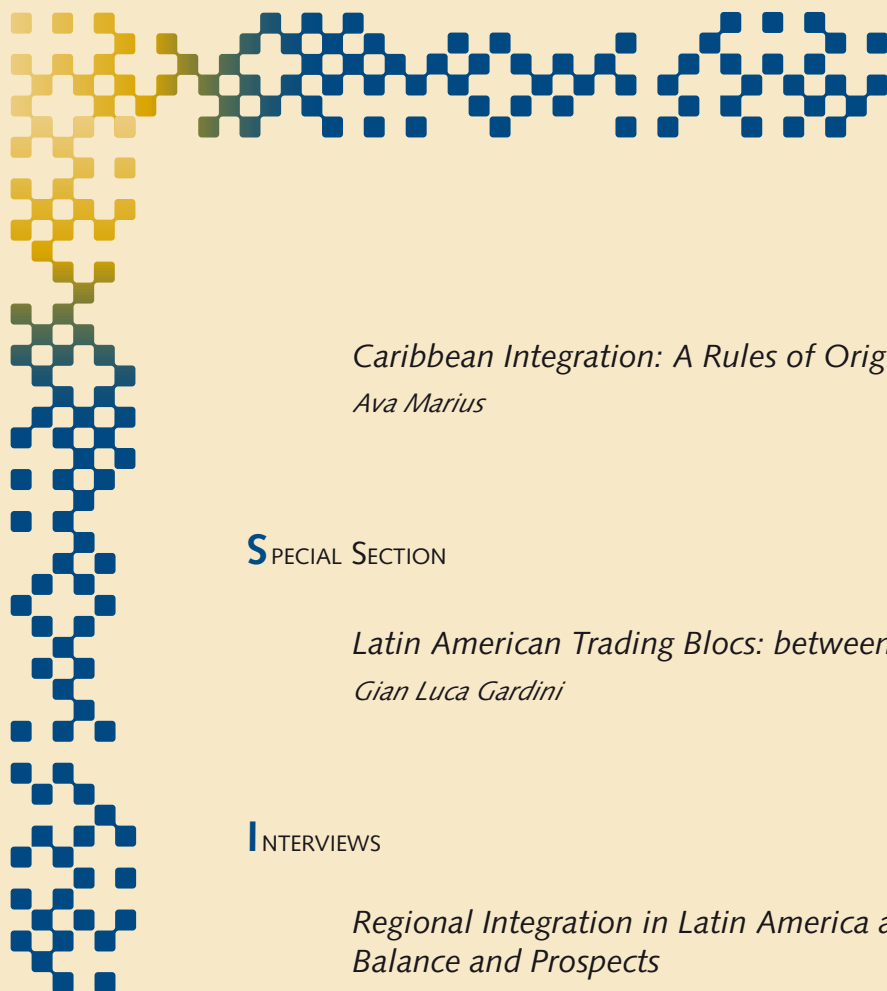 Caribbean Integration: A Rules of Orig
Ava Marius
SPECIAL SECTION
Latin American Trading Blocs: between
Gian Luca Gardini
INTERVIEWS
Regional Integration in Latin America a
Balance and Prospects